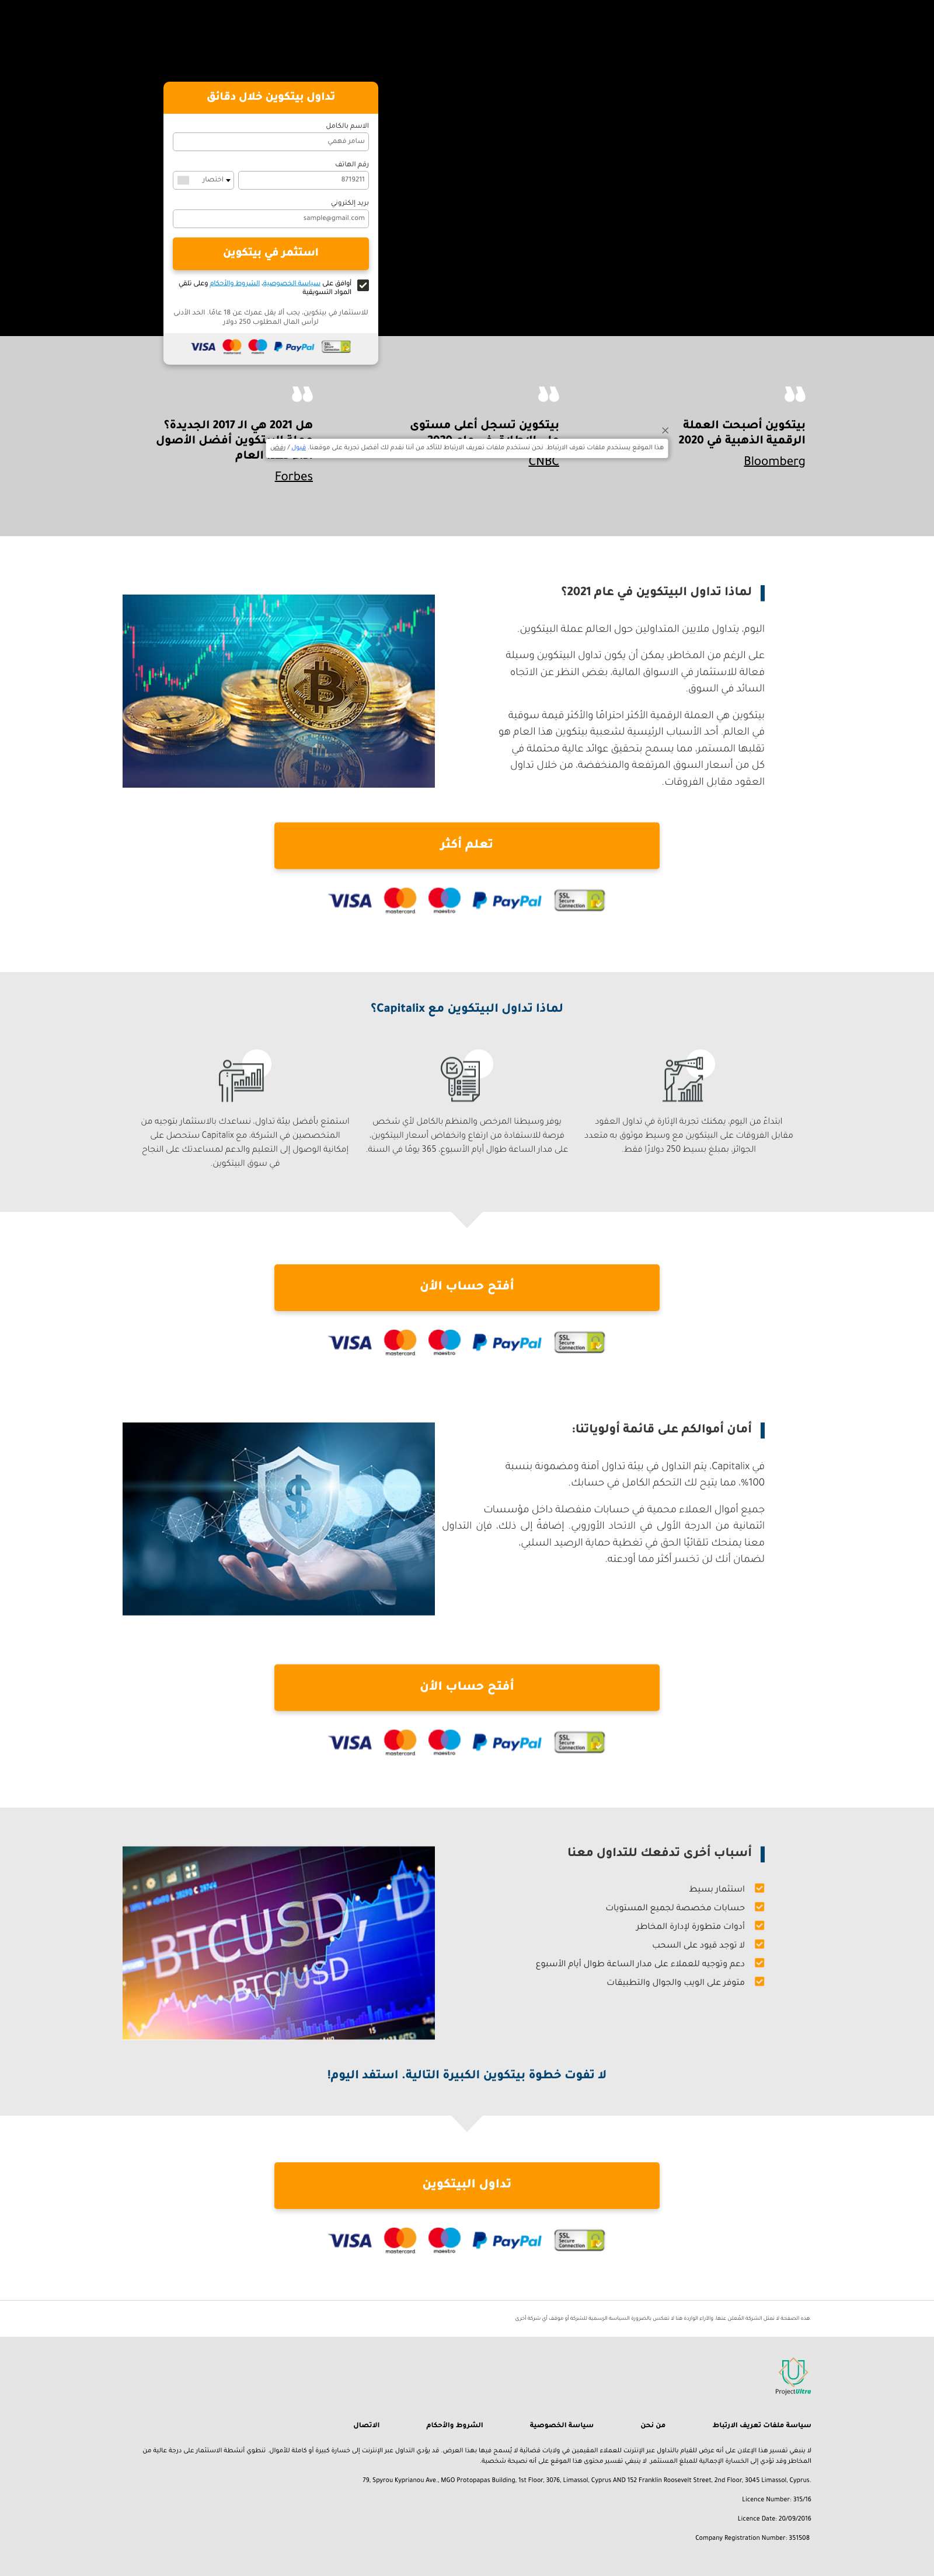 تداول بيتكوين خلال دقائق
الاسم بالكامل
سامر فهمي
رقم الهاتف
8719211
اختصار
بريد إلكتروني
sample@gmail.com
استثمر في بيتكوين
أوافق على سياسة الخصوصية، الشروط والأحكام وعلى تلقي
المواد التسويقية
للاستثمار في بيتكوين، يجب ألا يقل عمرك عن 18 عامًا. الحد الأدنى
لرأس المال المطلوب 250 دولار
VISA mastercard maestro PayPal SSL Secure Connection
بيتكوين أصبحت العملة
الرقمية الذهبية في 2020
Bloomberg
بيتكوين تسجل أعلى مستوى
CNBC
هل 2021 هي الـ 2017 الجديدة؟
بيتكوين أفضل الأصول
العام
Forbes
هذا الموقع يستخدم ملفات تعرف الارتباط. نحن نستخدم ملفات تعريف الارتباط للتأكد من أننا نقدم لك أفضل تجربة على موقعنا. قبول / رفض
لماذا تداول البيتكوين في عام 2021؟
اليوم، يتداول ملايين المتداولين حول العالم عملة البيتكوين.
على الرغم من المخاطر، يمكن أن يكون تداول البيتكوين وسيلة
فعالة للاستثمار في الاسواق المالية، بغض النظر عن الاتجاه
السائد في السوق.
بيتكوين هي العملة الرقمية الأكثر احترامًا والأكثر قيمة سوقية
في العالم. أحد الأسباب الرئيسية لشعبية بيتكوين هذا العام هو
تقلبها المستمر، مما يسمح بتحقيق عوائد عالية محتملة في
كل من أسعار السوق المرتفعة والمنخفضة، من خلال تداول
العقود مقابل الفروقات.
تعلم أكثر
VISA mastercard maestro PayPal SSL Secure Connection
لماذا تداول البيتكوين مع Capitalix؟
ابتداءً من اليوم، يمكنك تجربة الإثارة في تداول العقود
مقابل الفروقات على البيتكوين مع وسيط موثوق به متعدد
الجوائز، بمبلغ بسيط 250 دولارًا فقط.
يوفر وسيطنا المرخص والمنظم بالكامل لأي شخص
فرصة للاستفادة من ارتفاع وانخفاض أسعار البيتكوين،
على مدار الساعة طوال أيام الأسبوع، 365 يومًا في السنة.
استمتع بأفضل بيئة تداول، نساعدك بالاستثمار بتوجيه من
المتخصصين في الشركة، مع Capitalix ستحصل على
إمكانية الوصول إلى التعليم والدعم لمساعدتك على النجاح
في سوق البيتكوين.
أفتح حساب الأن
VISA mastercard maestro PayPal SSL Secure Connection
أمان أموالكم على قائمة أولوياتنا:
في Capitalix، يتم التداول في بيئة تداول آمنة ومضمونة بنسبة
100%، مما يتيح لك التحكم الكامل في حسابك.
جميع أموال العملاء محمية في حسابات منفصلة داخل مؤسسات
ائتمانية من الدرجة الأولى في الاتحاد الأوروبي. إضافةً إلى ذلك، فإن التداول
معنا يمنحك تلقائيًا الحق في تغطية حماية الرصيد السلبي،
لضمان أنك لن تخسر أكثر مما أودعته.
أفتح حساب الأن
VISA mastercard maestro PayPal SSL Secure Connection
أسباب أخرى تدفعك للتداول معنا
استثمار بسيط
حسابات مخصصة لجميع المستويات
أدوات متطورة لإدارة المخاطر
لا توجد قيود على السحب
دعم وتوجيه للعملاء على مدار الساعة طوال أيام الأسبوع
متوفر على الويب والجوال والتطبيقات
BTCUSD, D
BTC/USD
15
لا تفوت خطوة بيتكوين الكبيرة التالية. استفد اليوم!
تداول البيتكوين
VISA mastercard maestro PayPal SSL Secure Connection
هذه الصفحة لا تمثل الشركة المُعلن عنها، والآراء الواردة هنا لا تعكس بالضرورة السياسة الرسمية للشركة أو موقف أي شركة أخرى
ProjectUltra
سياسة ملفات تعريف الارتباط
من نحن
سياسة الخصوصية
الشروط والأحكام
الاتصال
لا ينبغي تفسير هذا الإعلان على أنه عرض للقيام بالتداول عبر الإنترنت للعملاء المقيمين في ولايات قضائية لا يُسمح فيها بهذا العرض. قد يؤدي التداول عبر الإنترنت إلى خسارة كبيرة أو كاملة للأموال. تنطوي أنشطة الاستثمار على درجة عالية من
المخاطر وقد تؤدي إلى الخسارة الإجمالية للمبلغ المستثمر. لا ينبغي تفسير محتوى هذا الموقع على أنه نصيحة شخصية.
79, Spyrou Kyprianou Ave., MGO Protopapas Building, 1st Floor, 3076, Limassol, Cyprus AND 152 Franklin Roosevelt Street, 2nd Floor, 3045 Limassol, Cyprus.
Licence Number: 315/16
Licence Date: 20/09/2016
Company Registration Number: 351508